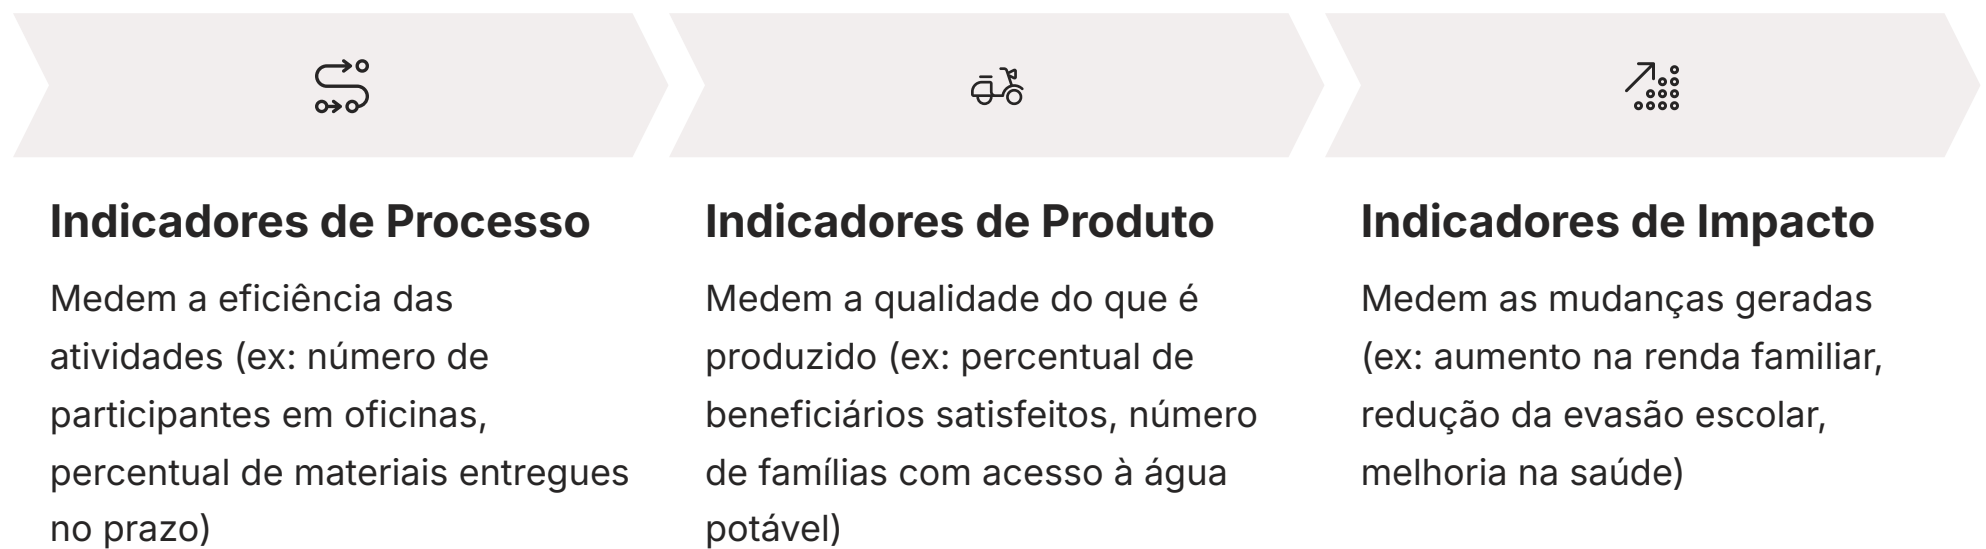 Indicadores de Processo
Medem a eficiência das
atividades (ex: número de
participantes em oficinas,
percentual de materiais entregues
no prazo)
Indicadores de Produto
Medem a qualidade do que é
produzido (ex: percentual de
beneficiários satisfeitos, número
de famílias com acesso à água
potável)
Indicadores de Impacto
Medem as mudanças geradas
(ex: aumento na renda familiar,
redução da evasão escolar,
melhoria na saúde)